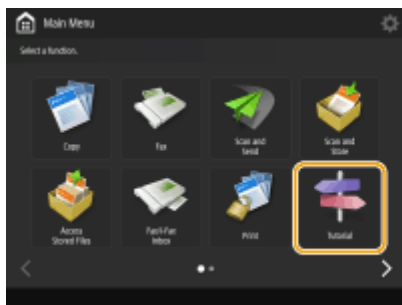 Main Menu
Select a function.
Copy
Fax
Scan and
Send
Scan and
Store
Access
Stored Files
Fax/I-Fax
Inbox
Print
Tutorial